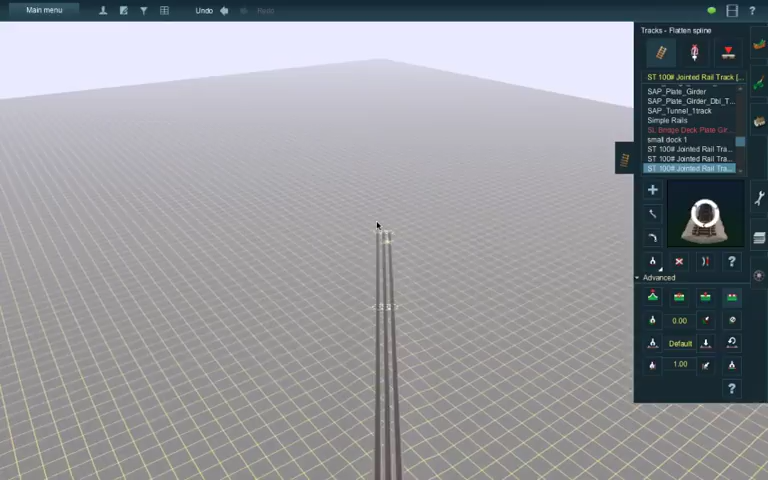 Main menu
Undo
Redo
?
Tracks - Flatten spline
ST 100# Jointed Rail Track [...
SAP_Plate_Girder
SAP_Plate_Girder_Dbl_T...
SAP_Tunnel_1track
Simple Rails
SL Bridge Deck Plate Gir...
small dock 1
ST 100# Jointed Rail Tra...
ST 100# Jointed Rail Tra...
ST 100# Jointed Rail Tra...
?
Advanced
0.00
Default
1.00
?